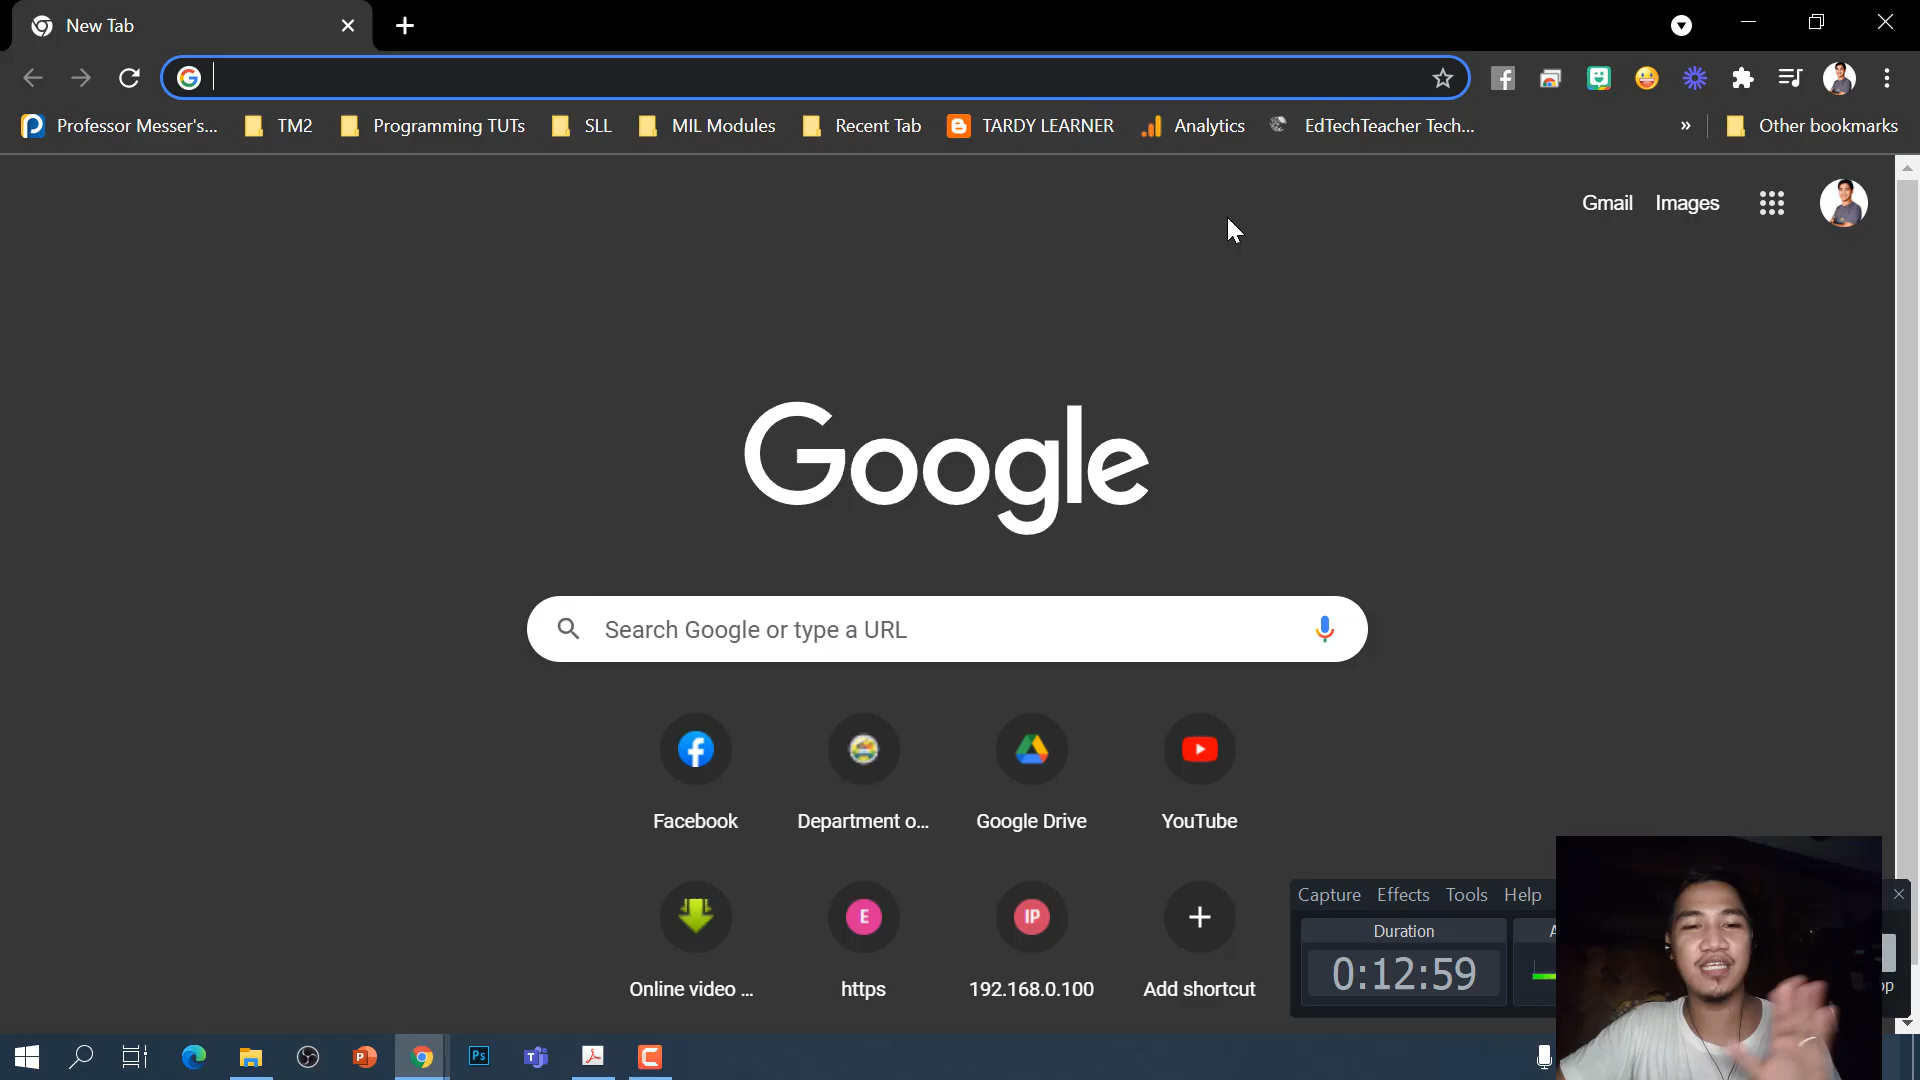 New Tab
Professor Messer's...
TM2
Programming TUTs
SLL
MIL Modules
Recent Tab
TARDY LEARNER
Analytics
EdTechTeacher Tech...
»
Other bookmarks
Gmail
Images
Google
Search Google or type a URL
Facebook
Department o...
Google Drive
YouTube
E
IP
Online video ...
https
192.168.0.100
Add shortcut
Capture
Effects
Tools
Help
Duration
0:12:59
Ps